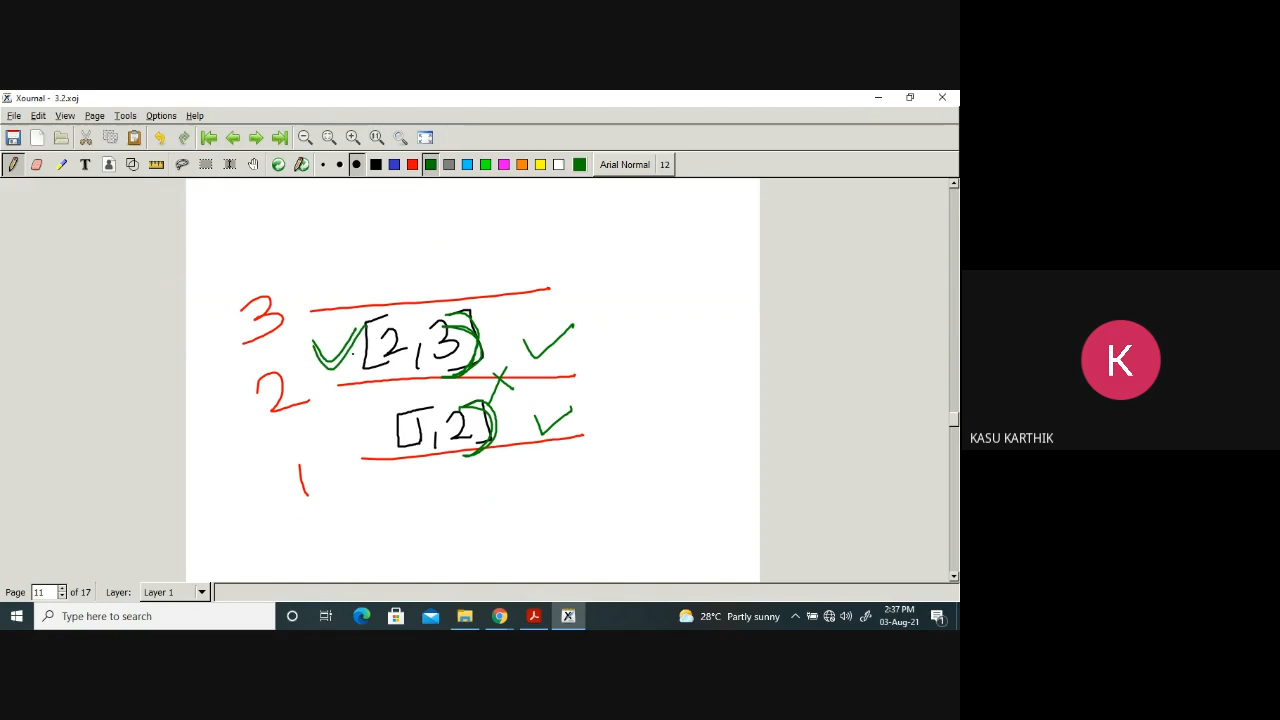 Xournal - 3.2.xoj
File Edit View Page Tools Options Help
Arial Normal 12
3
[2,3]
2
[1,2]
1
K
KASU KARTHIK
Page 11 of 17 Layer: Layer 1
Type here to search
28°C Partly sunny
2:37 PM
03-Aug-21
1